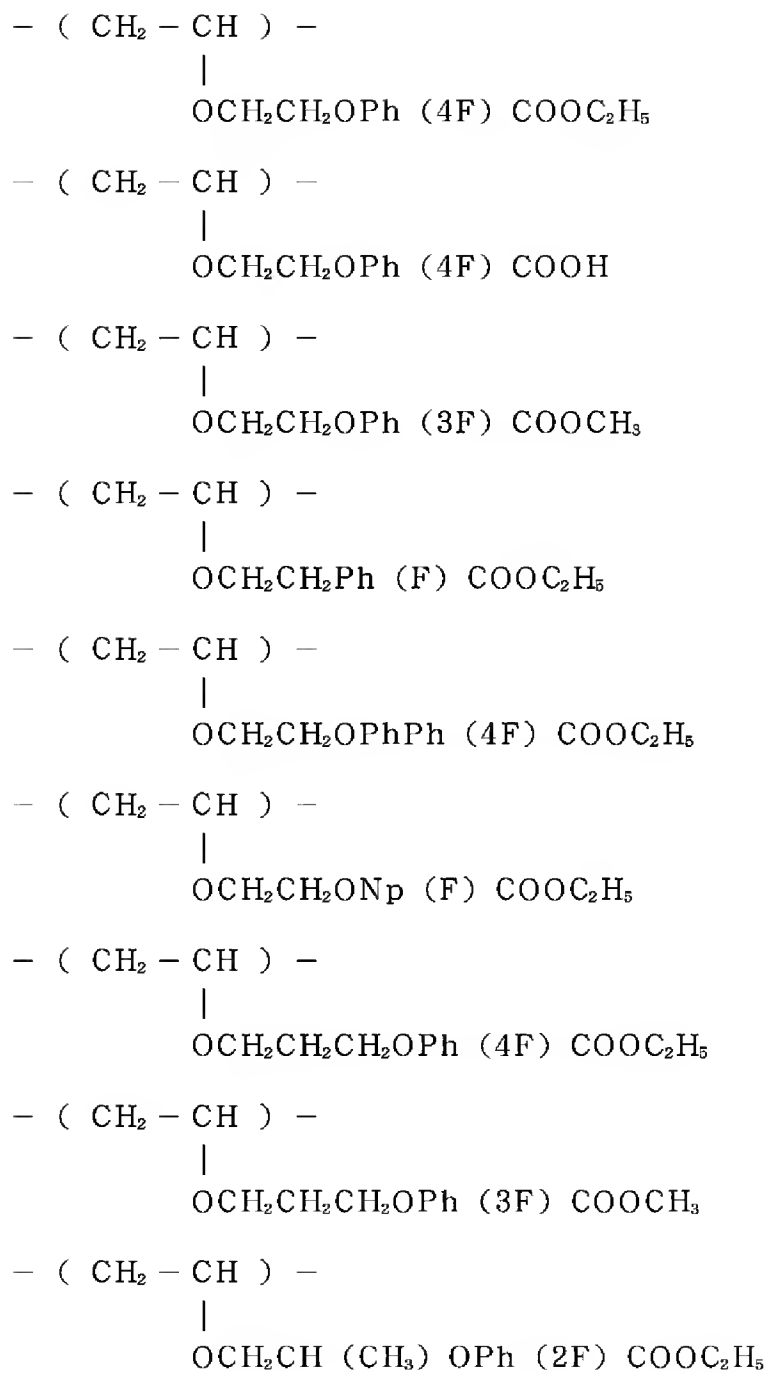 − ( CH₂ − CH ) −
|
OCH₂CH₂OPh (4F) COOC₂H₅
− ( CH₂ − CH ) −
|
OCH₂CH₂OPh (4F) COOH
− ( CH₂ − CH ) −
|
OCH₂CH₂OPh (3F) COOCH₃
− ( CH₂ − CH ) −
|
OCH₂CH₂Ph (F) COOC₂H₅
− ( CH₂ − CH ) −
|
OCH₂CH₂OPhPh (4F) COOC₂H₅
− ( CH₂ − CH ) −
|
OCH₂CH₂ONp (F) COOC₂H₅
− ( CH₂ − CH ) −
|
OCH₂CH₂CH₂OPh (4F) COOC₂H₅
− ( CH₂ − CH ) −
|
OCH₂CH₂CH₂OPh (3F) COOCH₃
− ( CH₂ − CH ) −
|
OCH₂CH (CH₃) OPh (2F) COOC₂H₅